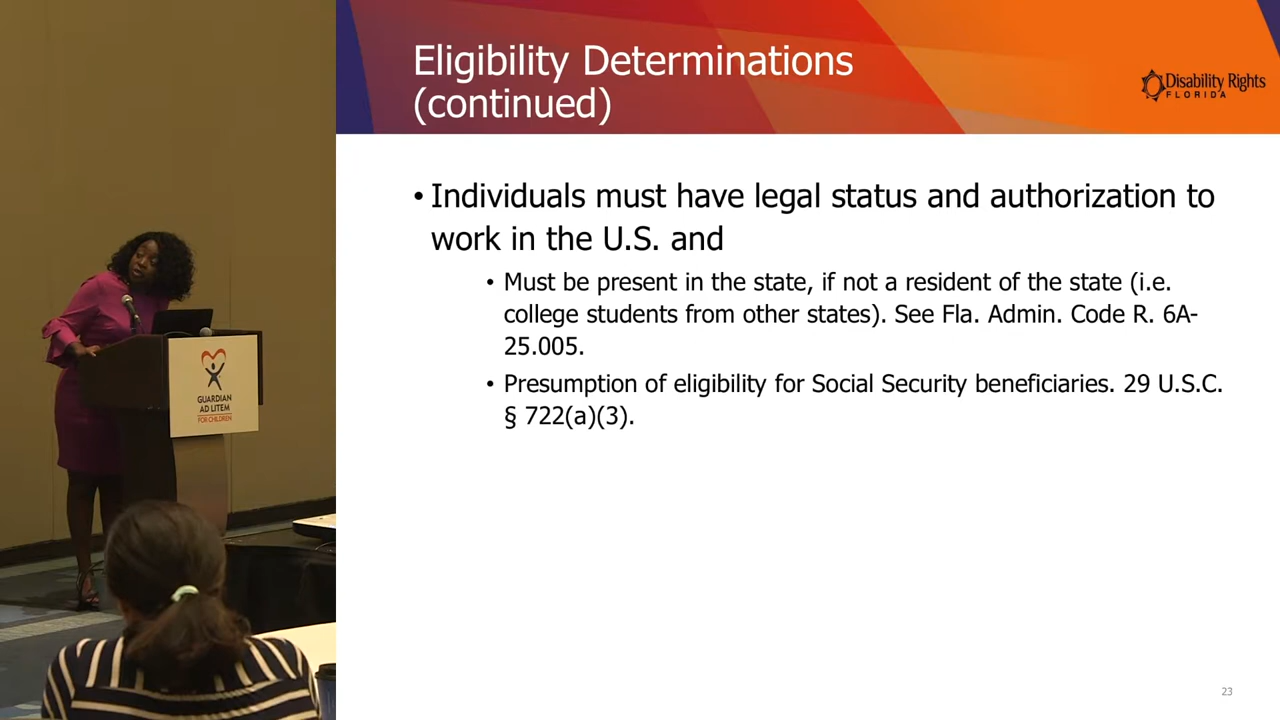 Eligibility Determinations
(continued)
Disability Rights
FLORIDA
• Individuals must have legal status and authorization to
work in the U.S. and
• Must be present in the state, if not a resident of the state (i.e.
college students from other states). See Fla. Admin. Code R. 6A-
25.005.
• Presumption of eligibility for Social Security beneficiaries. 29 U.S.C.
§ 722(a)(3).
GUARDIAN
AD LITEM
FOR CHILDREN
23